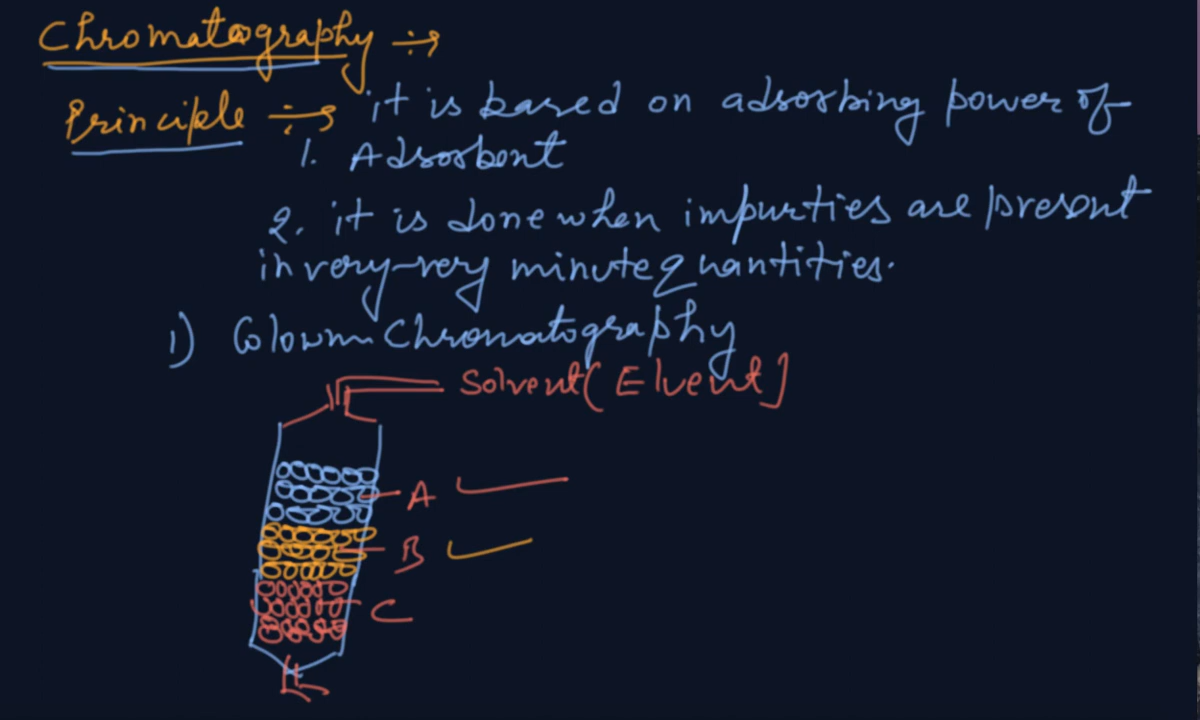 Chromatography ÷→
Principle ÷→ it is based on adsorbing power of
1. Adsorbent
2. it is done when impurties are present
in very-very minute quantities.
1) Coloumn Chromatography
Solvent (Elvent]
A
B
C